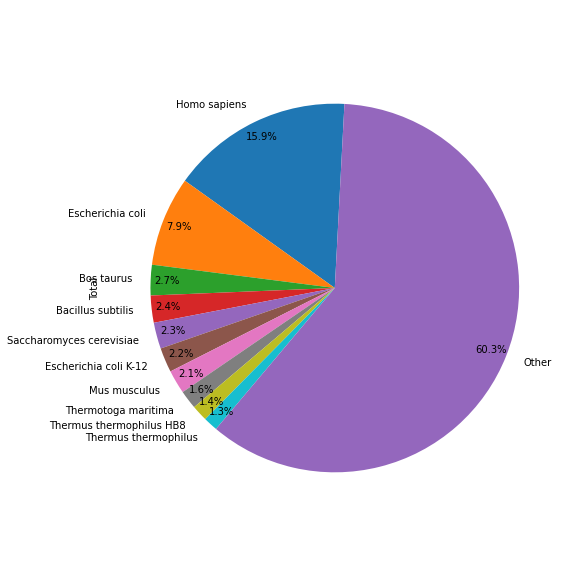 Homo sapiens
15.9%
Escherichia coli
7.9%
Bos taurus
2.7%
Total
Bacillus subtilis
2.4%
Saccharomyces cerevisiae
2.3%
Escherichia coli K-12
2.2%
Mus musculus
2.1%
Thermotoga maritima
1.6%
Thermus thermophilus HB8
1.4%
Thermus thermophilus
1.3%
60.3%
Other